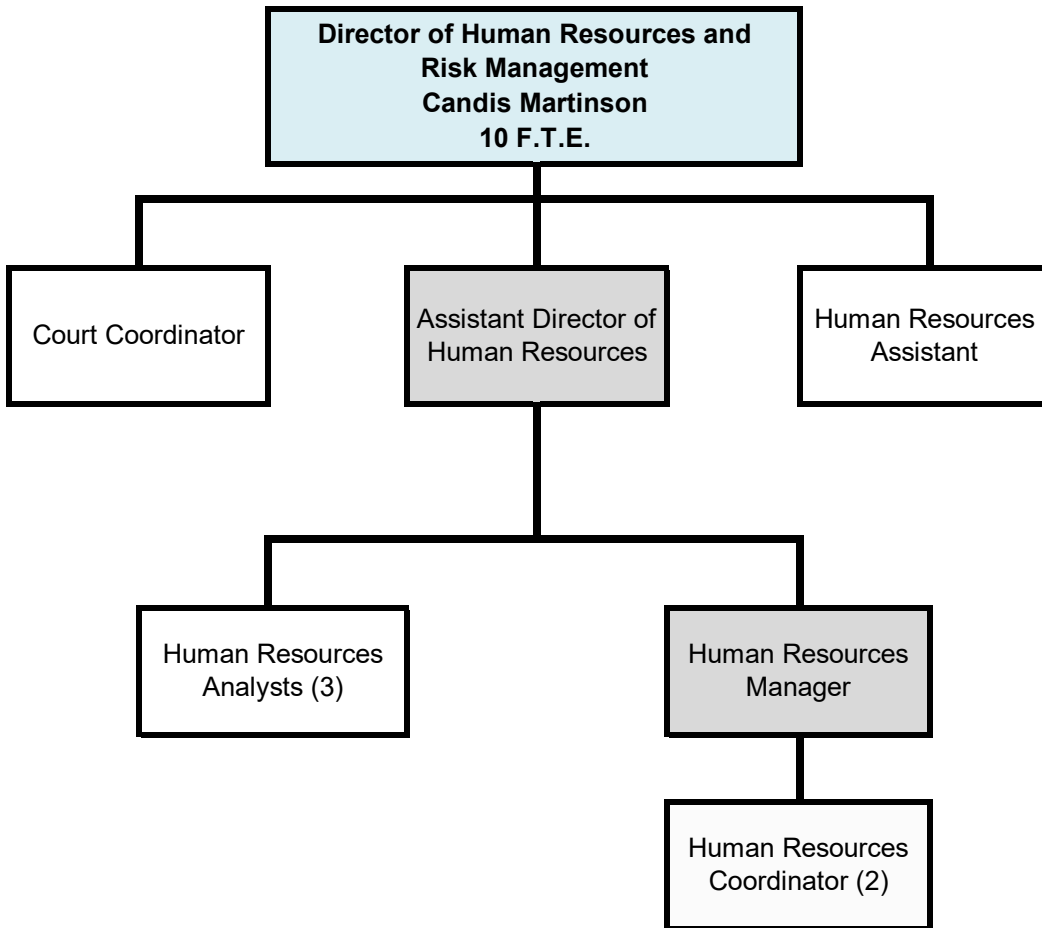 Director of Human Resources and
Risk Management
Candis Martinson
10 F.T.E.
Court Coordinator
Assistant Director of
Human Resources
Human Resources
Assistant
Human Resources
Analysts (3)
Human Resources
Manager
Human Resources
Coordinator (2)